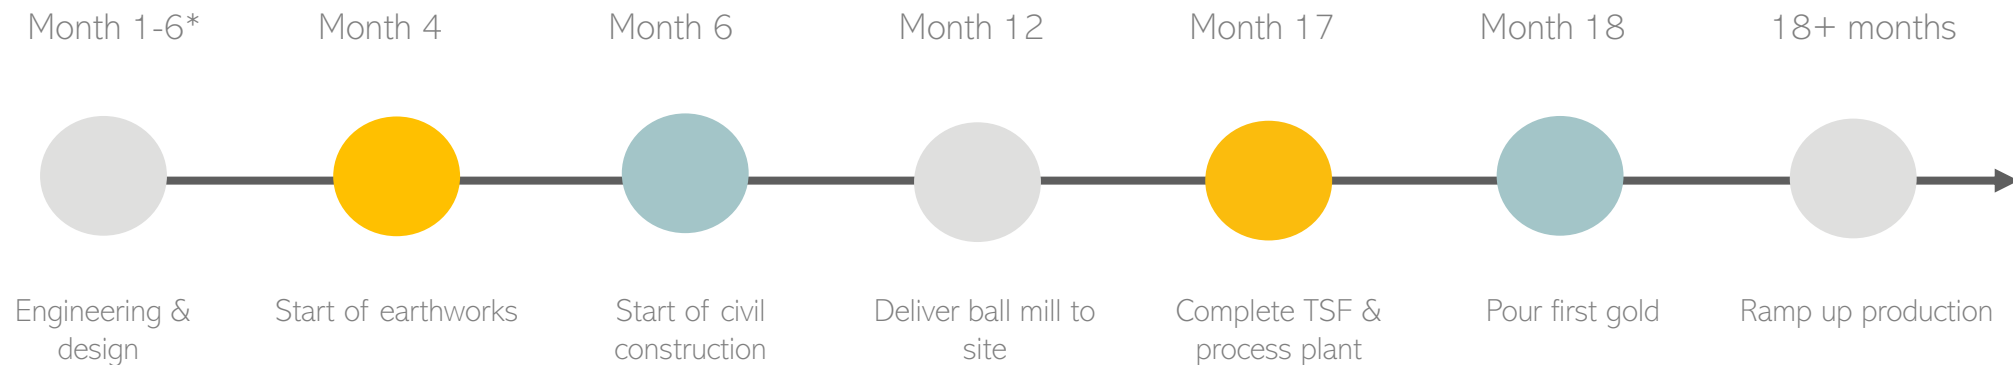 Month 1-6*
Month 4
Month 6
Month 12
Month 17
Month 18
18+ months
Engineering &
design
Start of earthworks
Start of civil
construction
Deliver ball mill to
site
Complete TSF &
process plant
Pour first gold
Ramp up production